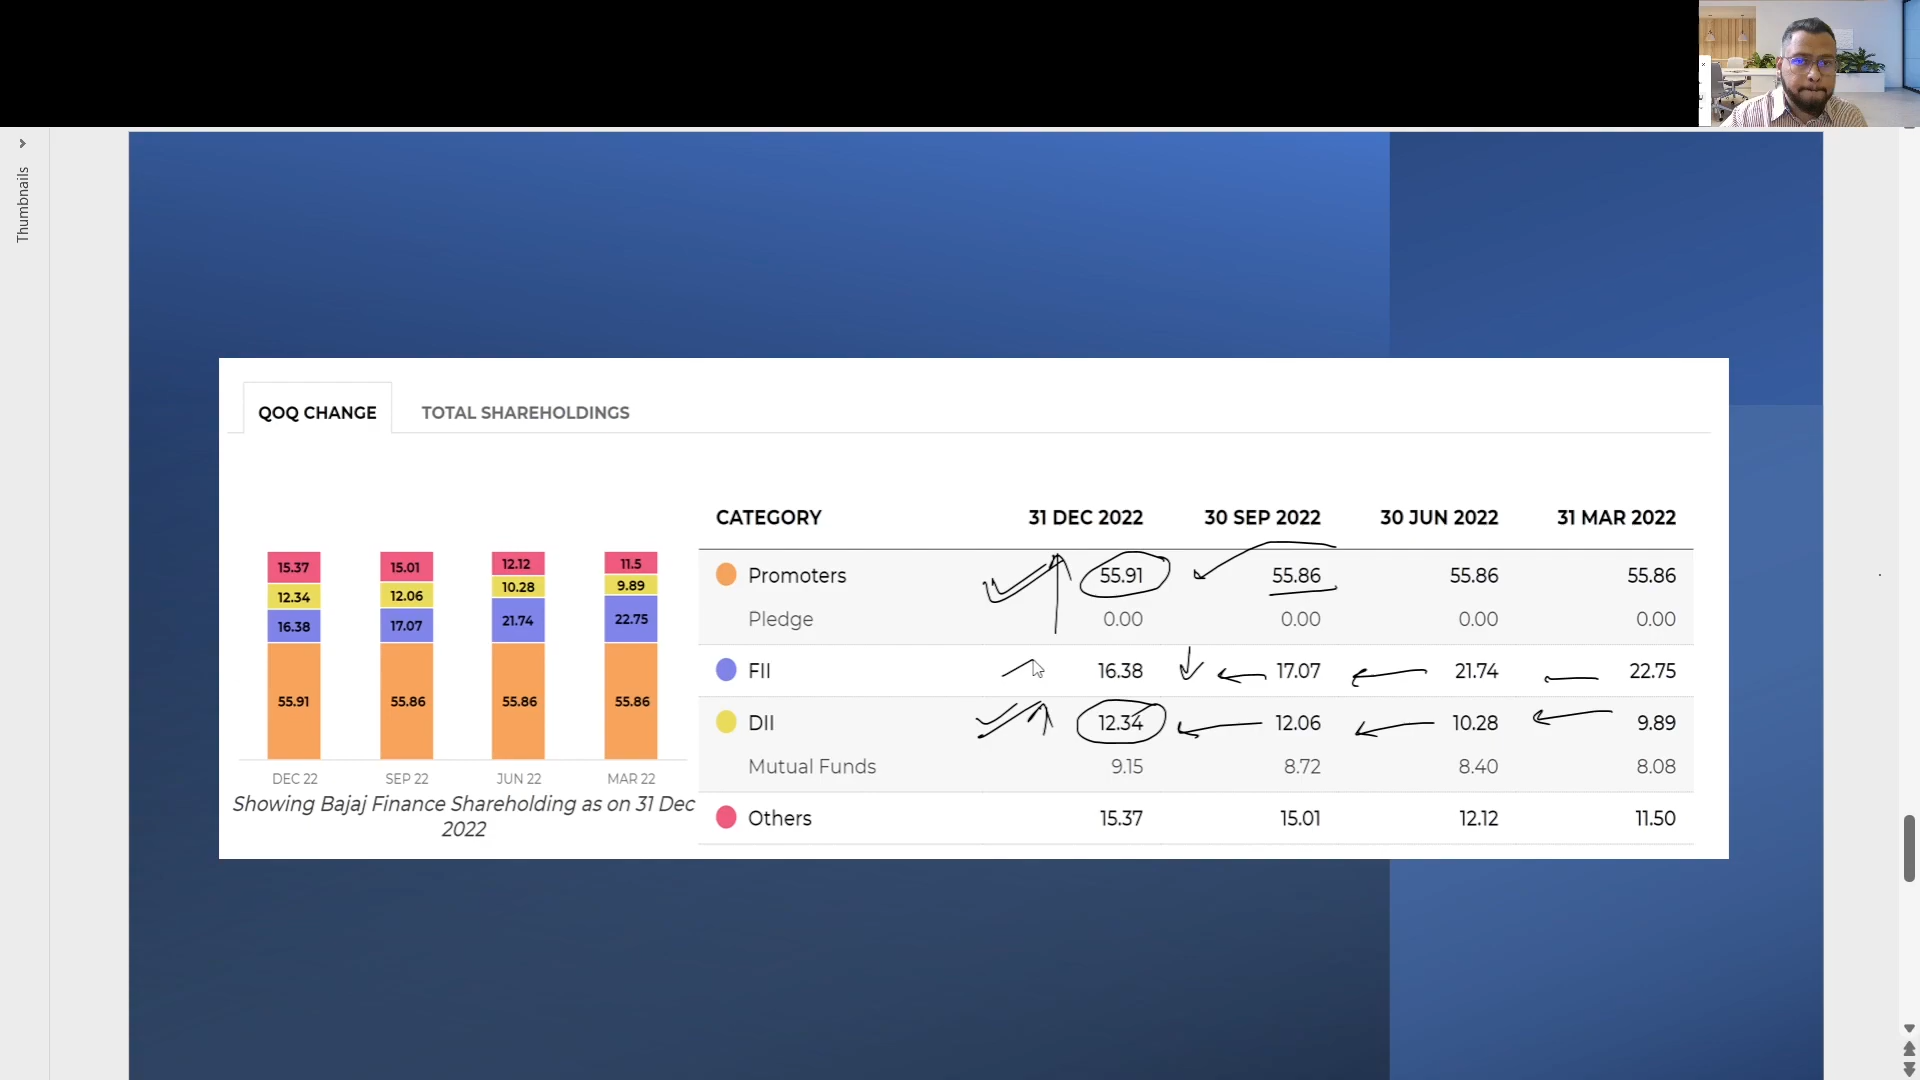 Thumbnails
QOQ CHANGE TOTAL SHAREHOLDINGS
15.37 15.01 12.12 11.5
12.34 12.06 10.28 9.89
16.38 17.07 21.74 22.75
55.91 55.86 55.86 55.86
DEC 22 SEP 22 JUN 22 MAR 22
Showing Bajaj Finance Shareholding as on 31 Dec
2022
CATEGORY 31 DEC 2022 30 SEP 2022 30 JUN 2022 31 MAR 2022
Promoters 55.91 55.86 55.86 55.86
Pledge 0.00 0.00 0.00 0.00
FII 16.38 17.07 21.74 22.75
DII 12.34 12.06 10.28 9.89
Mutual Funds 9.15 8.72 8.40 8.08
Others 15.37 15.01 12.12 11.50